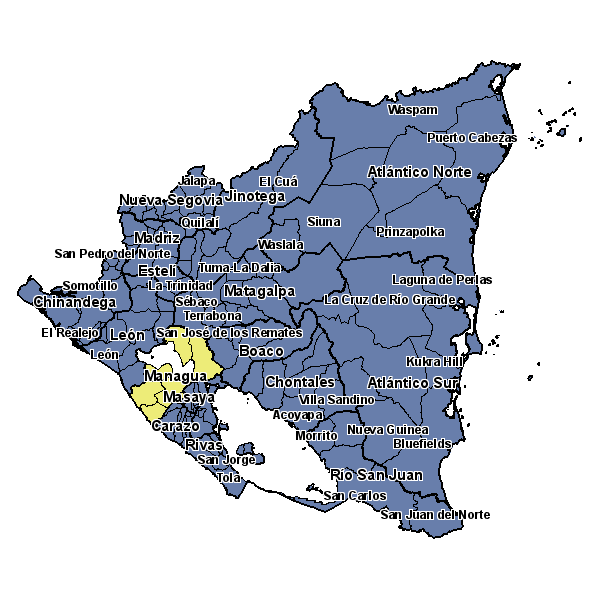 Waspam
Puerto Cabezas
Atlántico Norte
Jalapa
El Cuá
Nueva Segovia
Jinotega
Quilalí
Siuna
Prinzapolka
Madriz
Waslala
San Pedro del Norte
Estelí
Tuma-La Dalia
Laguna de Perlas
Somotillo
La Trinidad
Matagalpa
Chinandega
Sébaco
La Cruz de Río Grande
Terrabona
El Realejo
León
San José de los Remates
León
Boaco
Kukra Hill
Managua
Chontales
Atlántico Sur
Masaya
Villa Sandino
Acoyapa
Carazo
Morrito
Nueva Guinea
Rivas
Bluefields
San Jorge
Tola
Río San Juan
San Carlos
San Juan del Norte